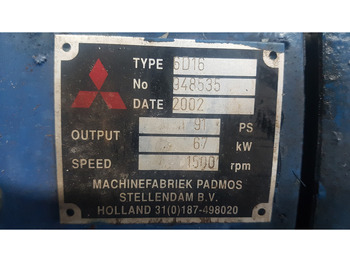 TYPE 6D16
No 948535
DATE 2002
OUTPUT 91 PS
67 kW
SPEED 1500 rpm
MACHINEFABRIEK PADMOS
STELLENDAM B.V.
HOLLAND 31(0)187-498020